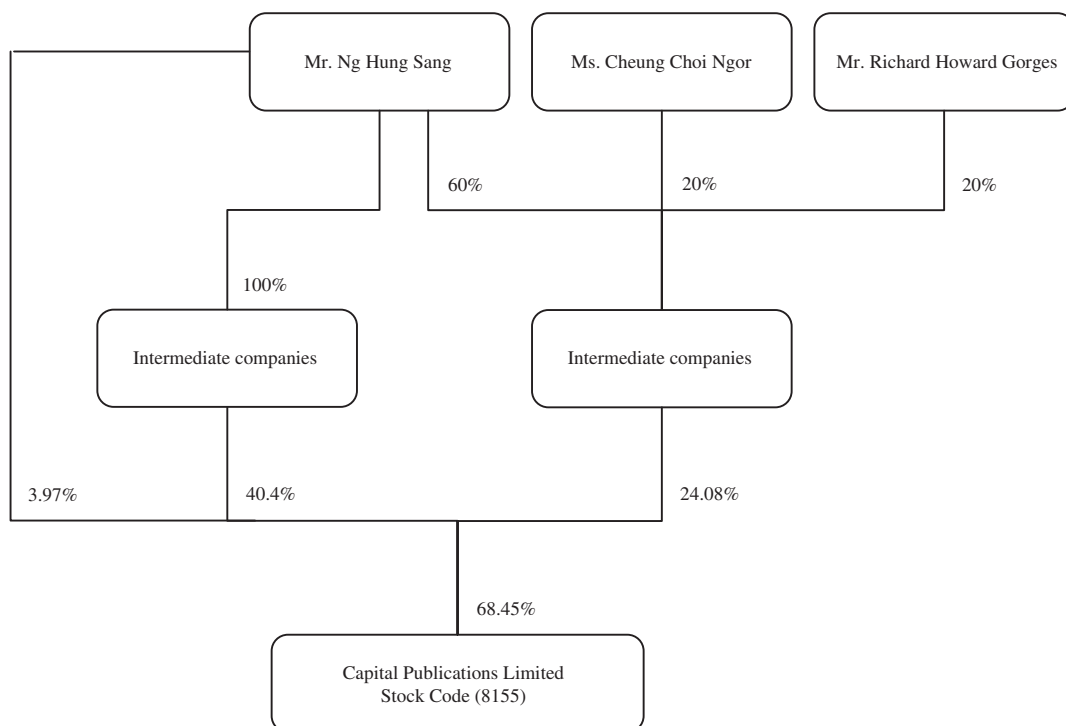 Mr. Ng Hung Sang
Ms. Cheung Choi Ngor
Mr. Richard Howard Gorges
60%
20%
20%
100%
Intermediate companies
Intermediate companies
3.97%
40.4%
24.08%
68.45%
Capital Publications Limited
Stock Code (8155)